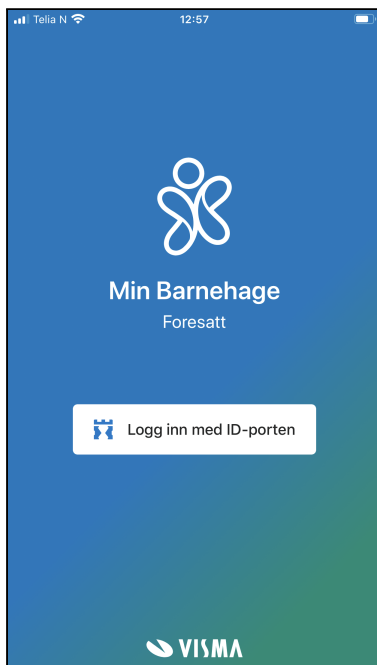 Telia N 12:57
Min Barnehage
Foresatt
Logg inn med ID-porten
VISMA